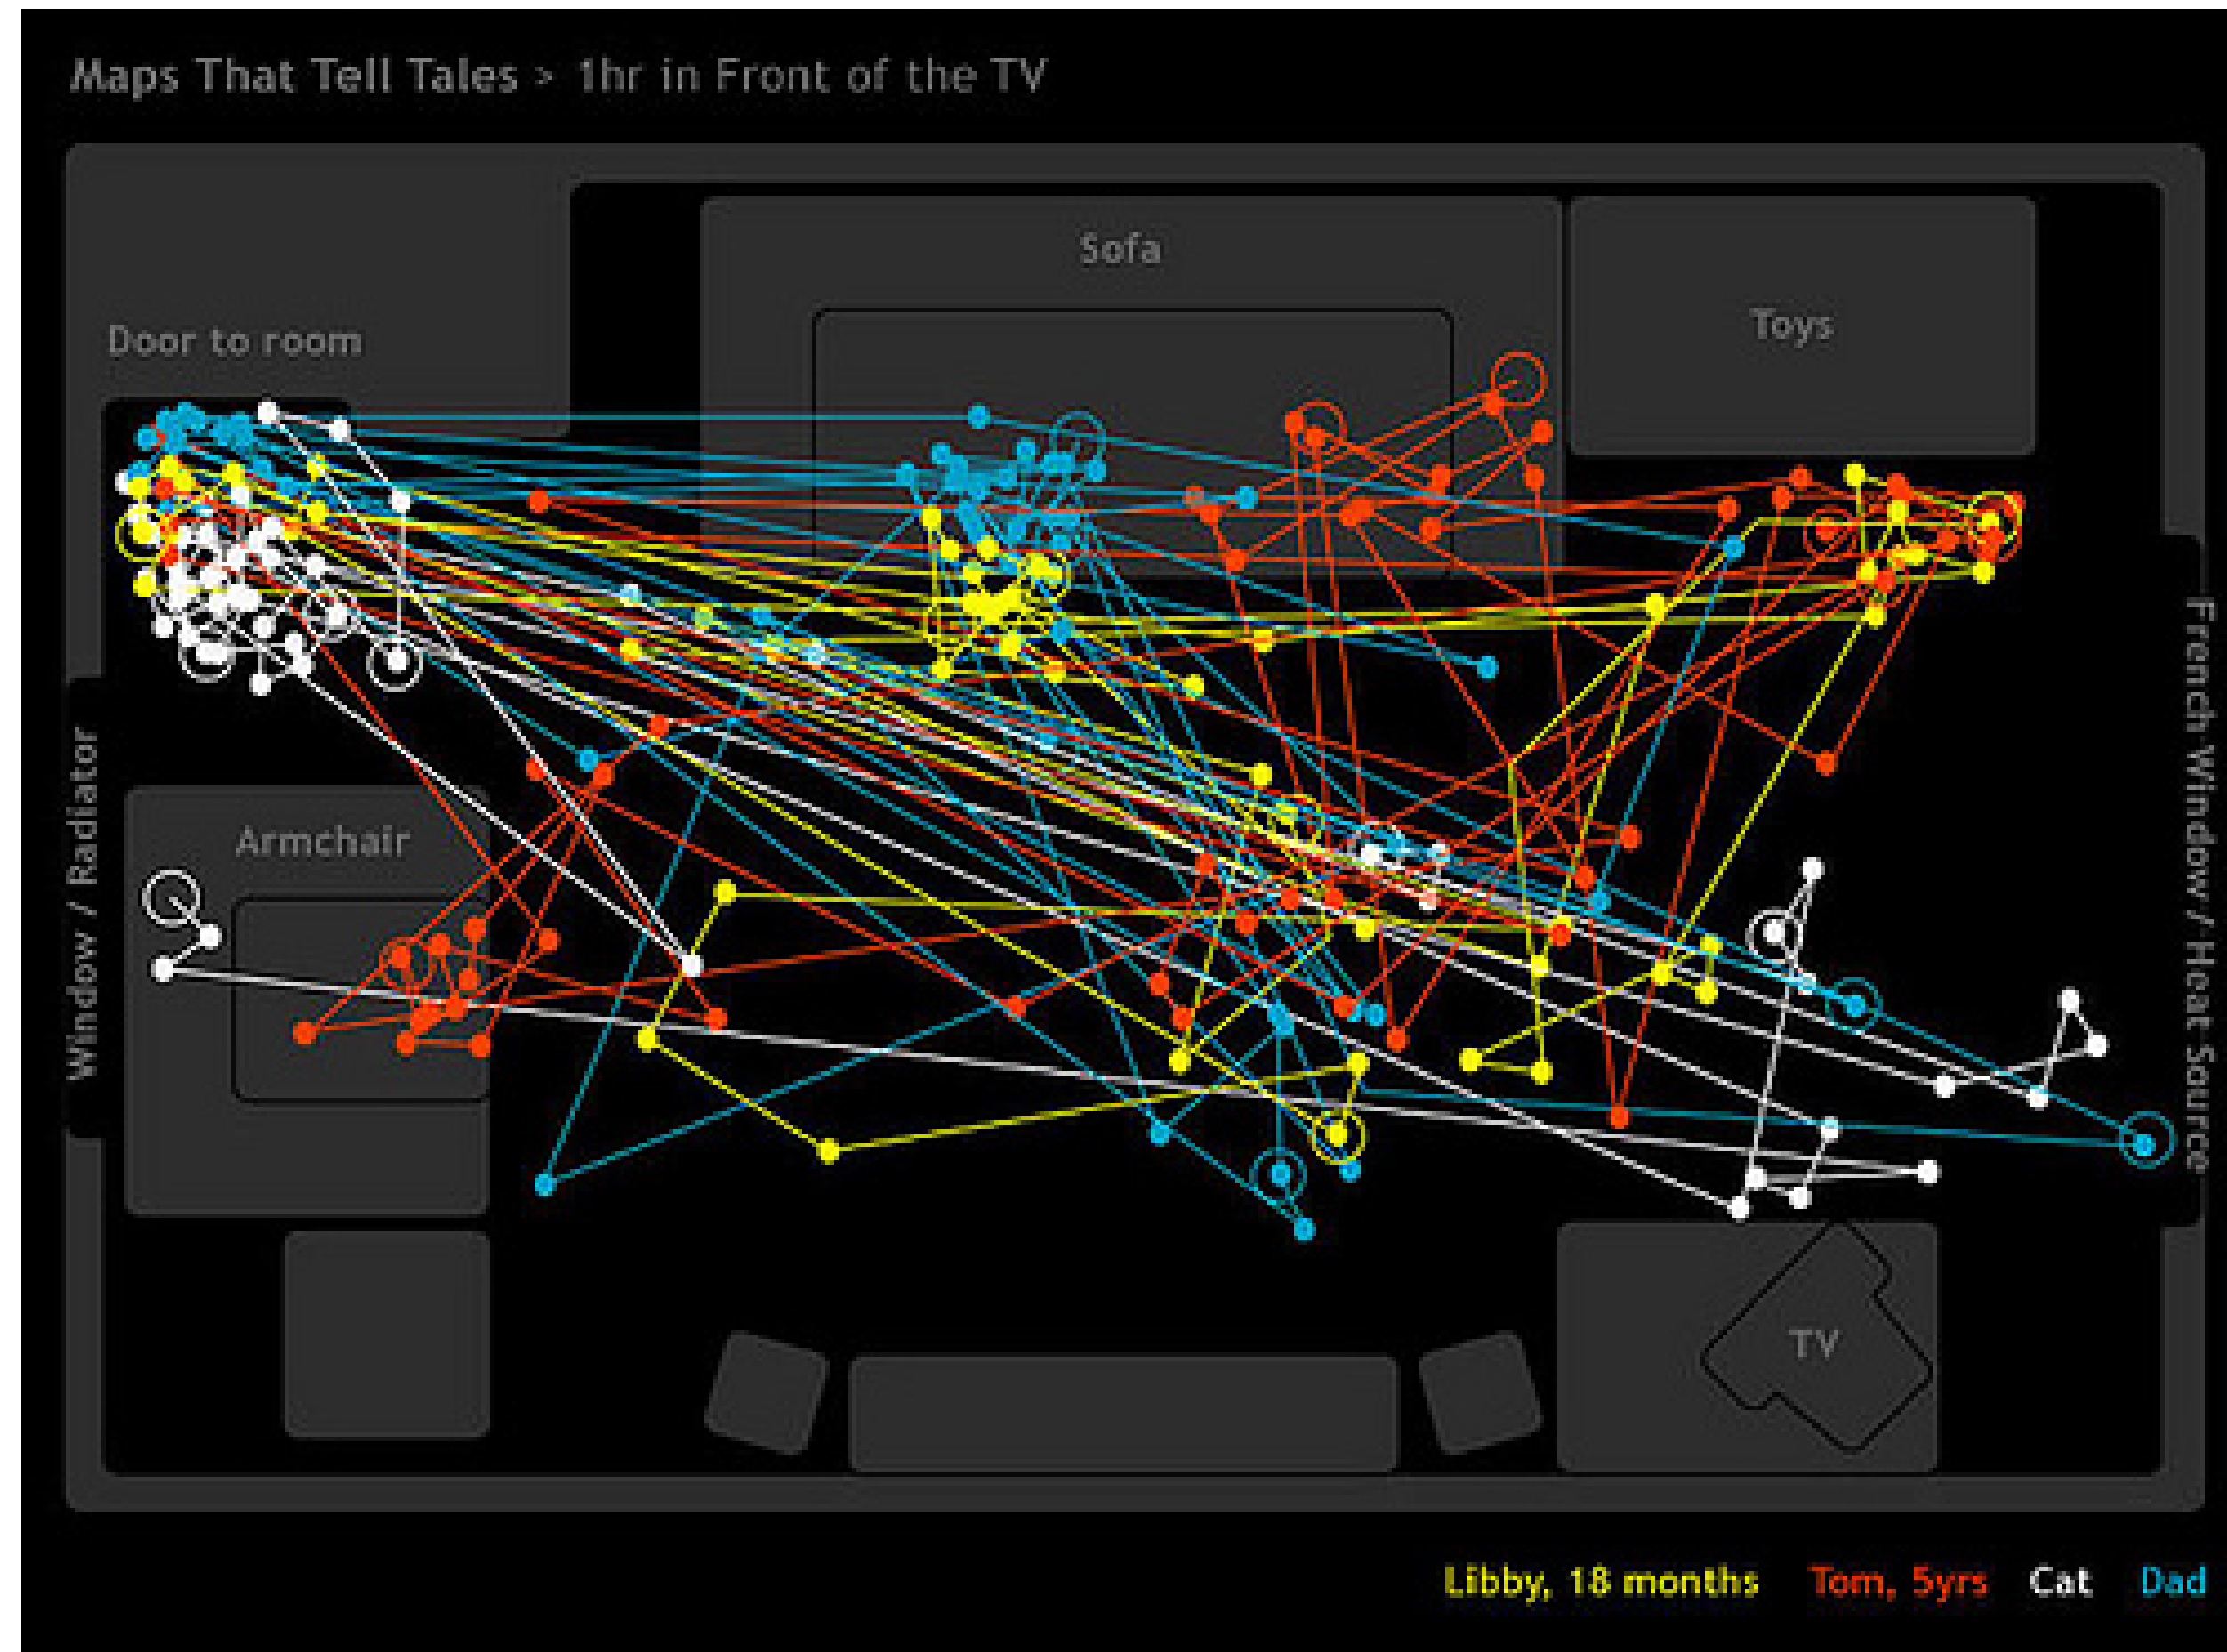 Maps That Tell Tales > 1hr in Front of the TV
Sofa
Toys
Door to room
Window / Radiator
Armchair
French Window / Heat Source
TV
Libby, 18 months Tom, 5yrs Cat Dad